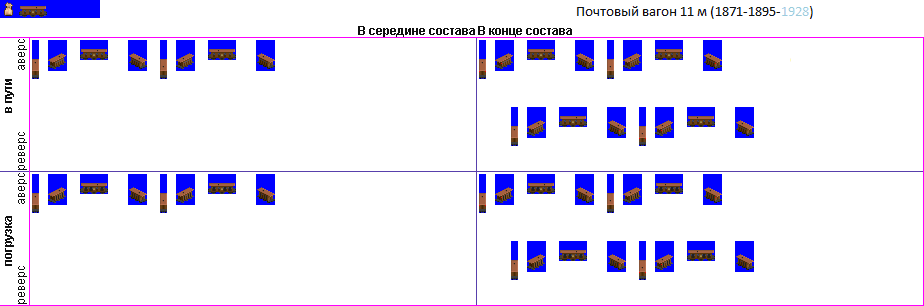 Почтовый вагон 11 м (1871-1895-1928)
В середине состава В конце состава
в пути
аверс
реверс
погрузка
аверс
реверс